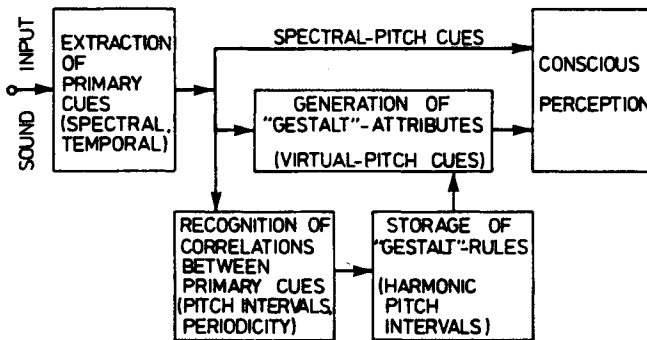 SOUND INPUT
EXTRACTION
OF
PRIMARY
CUES
(SPECTRAL,
TEMPORAL)
SPECTRAL-PITCH CUES
GENERATION OF
"GESTALT"-ATTRIBUTES
(VIRTUAL-PITCH CUES)
CONSCIOUS
PERCEPTION
RECOGNITION OF
CORRELATIONS
BETWEEN
PRIMARY CUES
(PITCH INTERVALS,
PERIODICITY)
STORAGE OF
"GESTALT"-RULES
(HARMONIC
PITCH
INTERVALS)